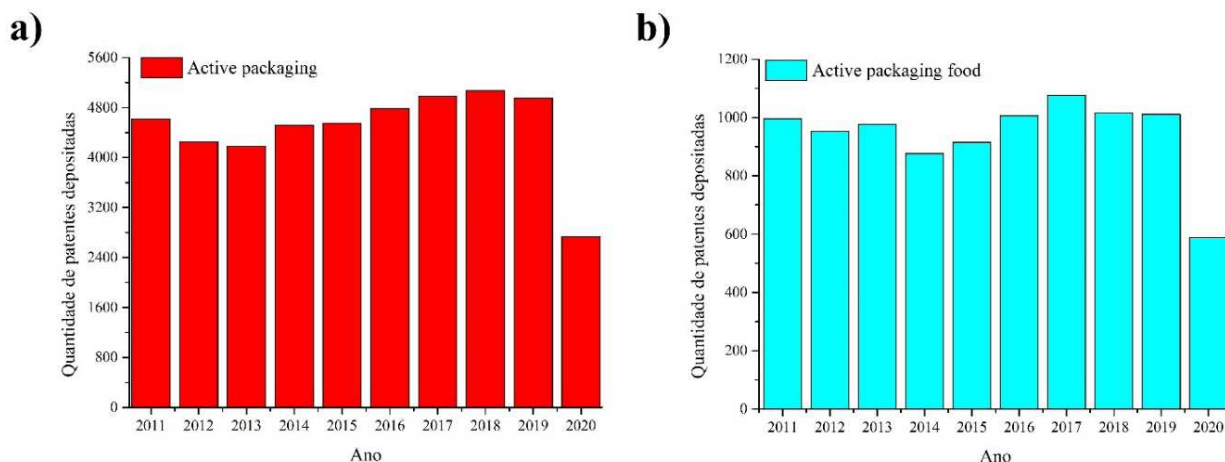 a)
Active packaging
Quantidade de patentes depositadas
5600
4800
4000
3200
2400
1600
800
0
2011 2012 2013 2014 2015 2016 2017 2018 2019 2020
Ano
b)
Active packaging food
Quantidade de patentes depositadas
1200
1000
800
600
400
200
0
2011 2012 2013 2014 2015 2016 2017 2018 2019 2020
Ano